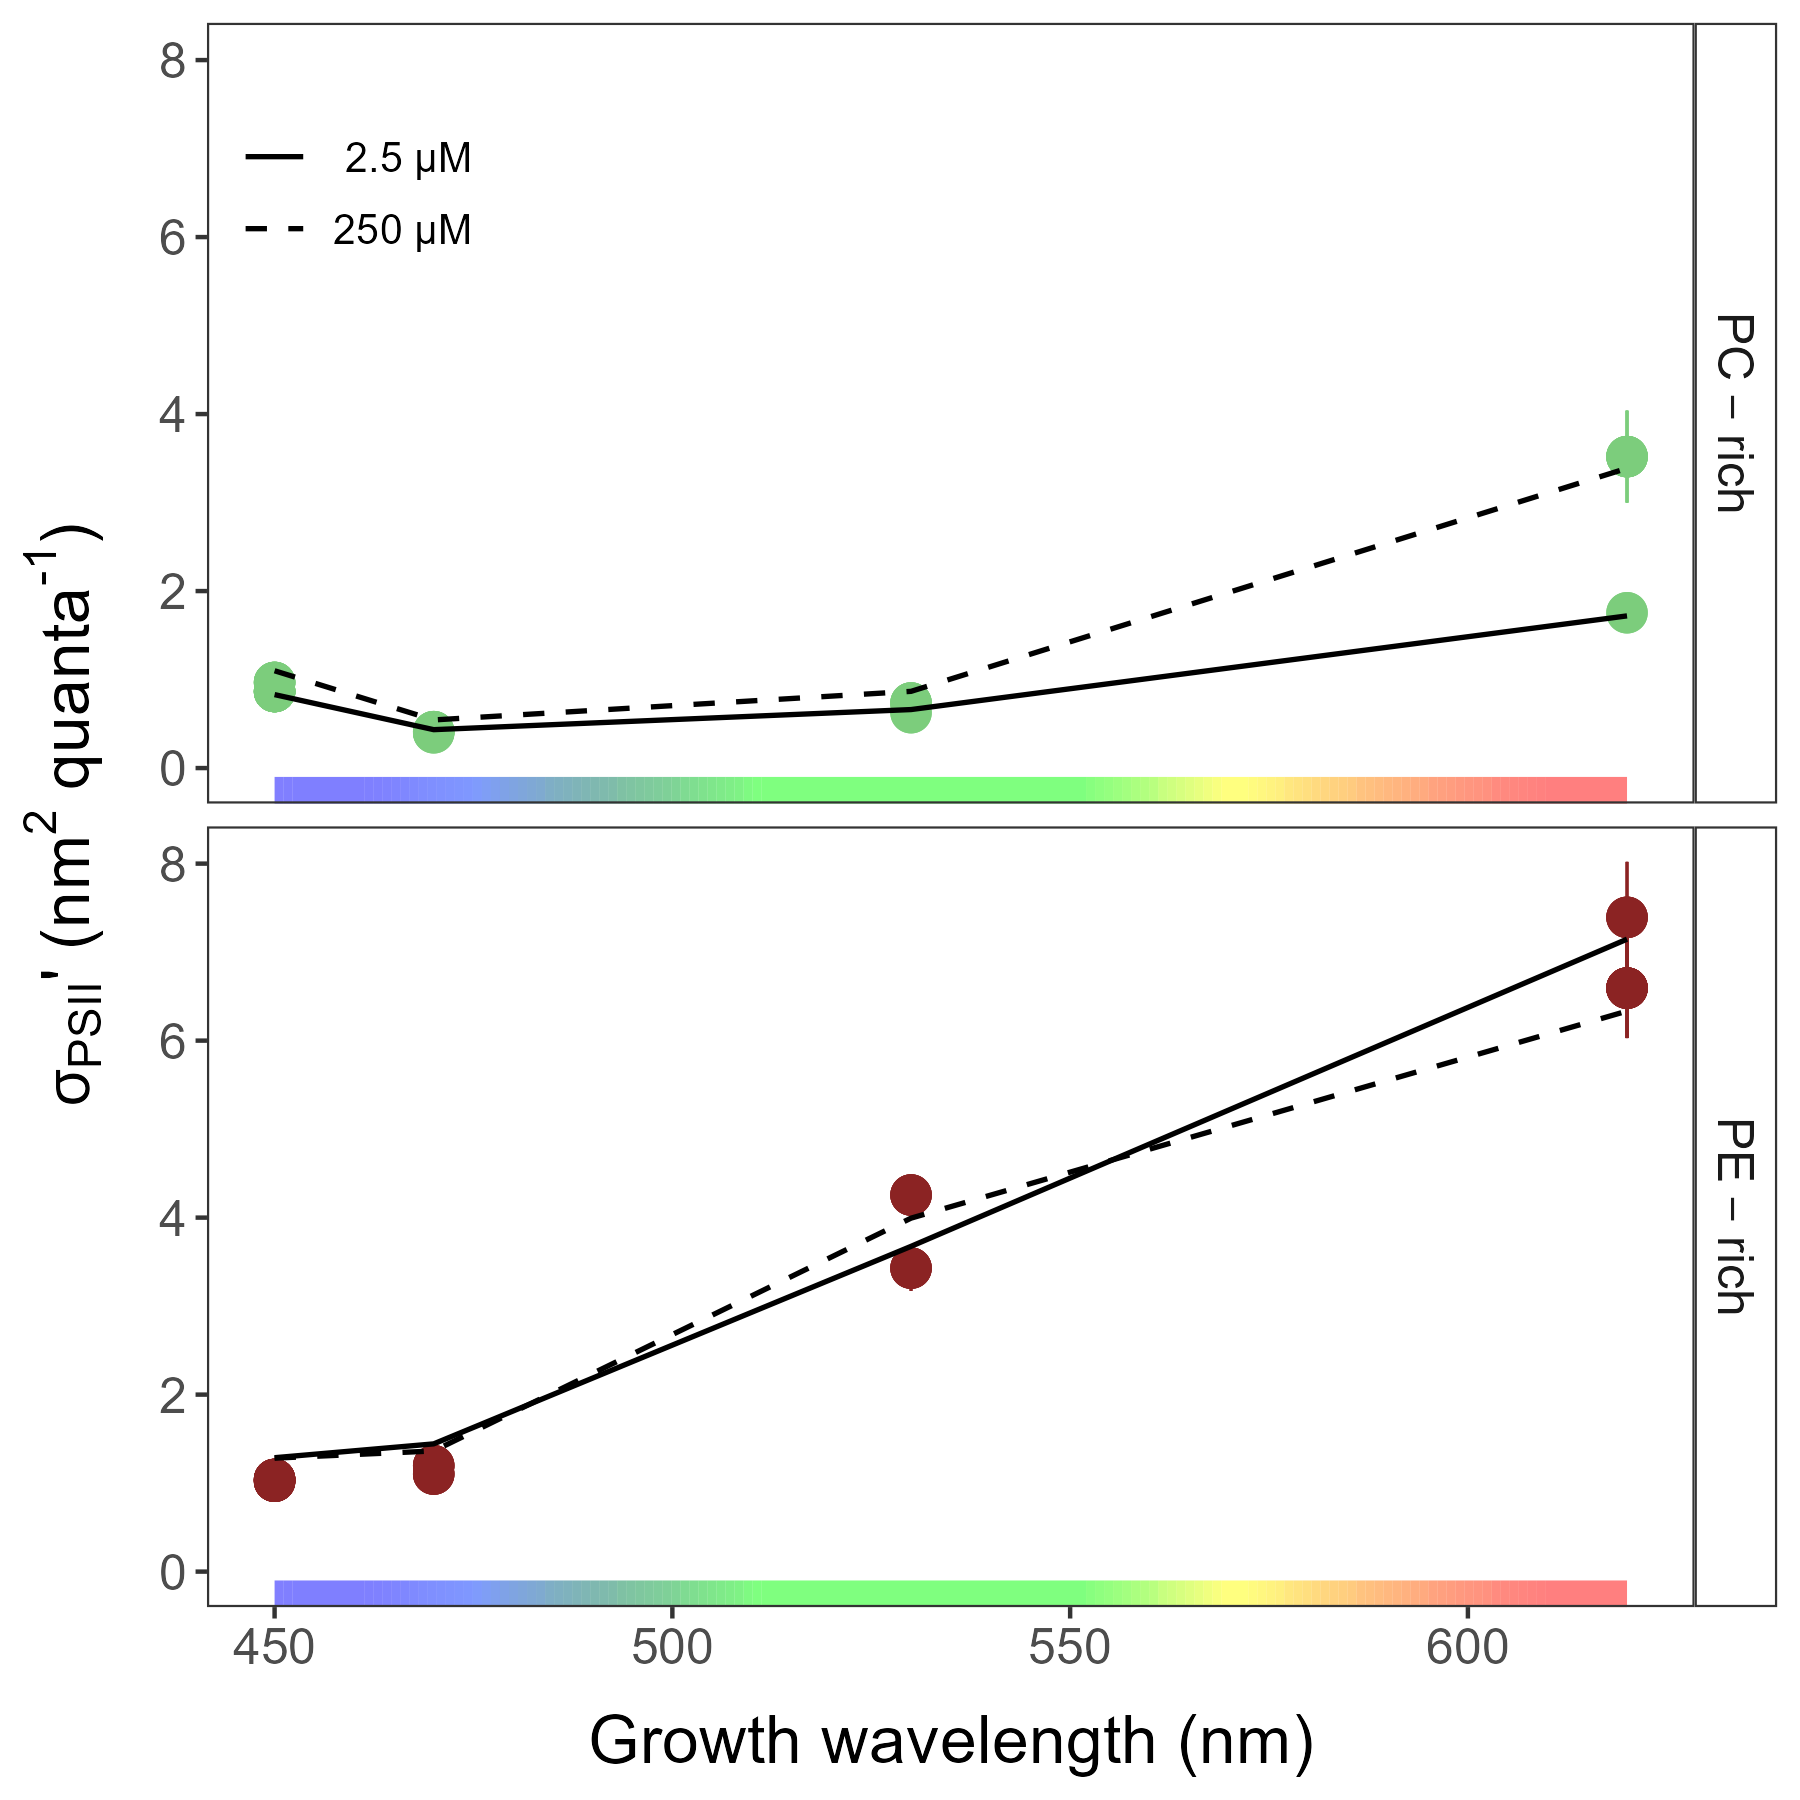 8
6
4
2
0
2.5 µM
250 µM
PC – rich
8
6
4
2
0
PE – rich
σPSII' (nm² quanta⁻¹)
450 500 550 600
Growth wavelength (nm)